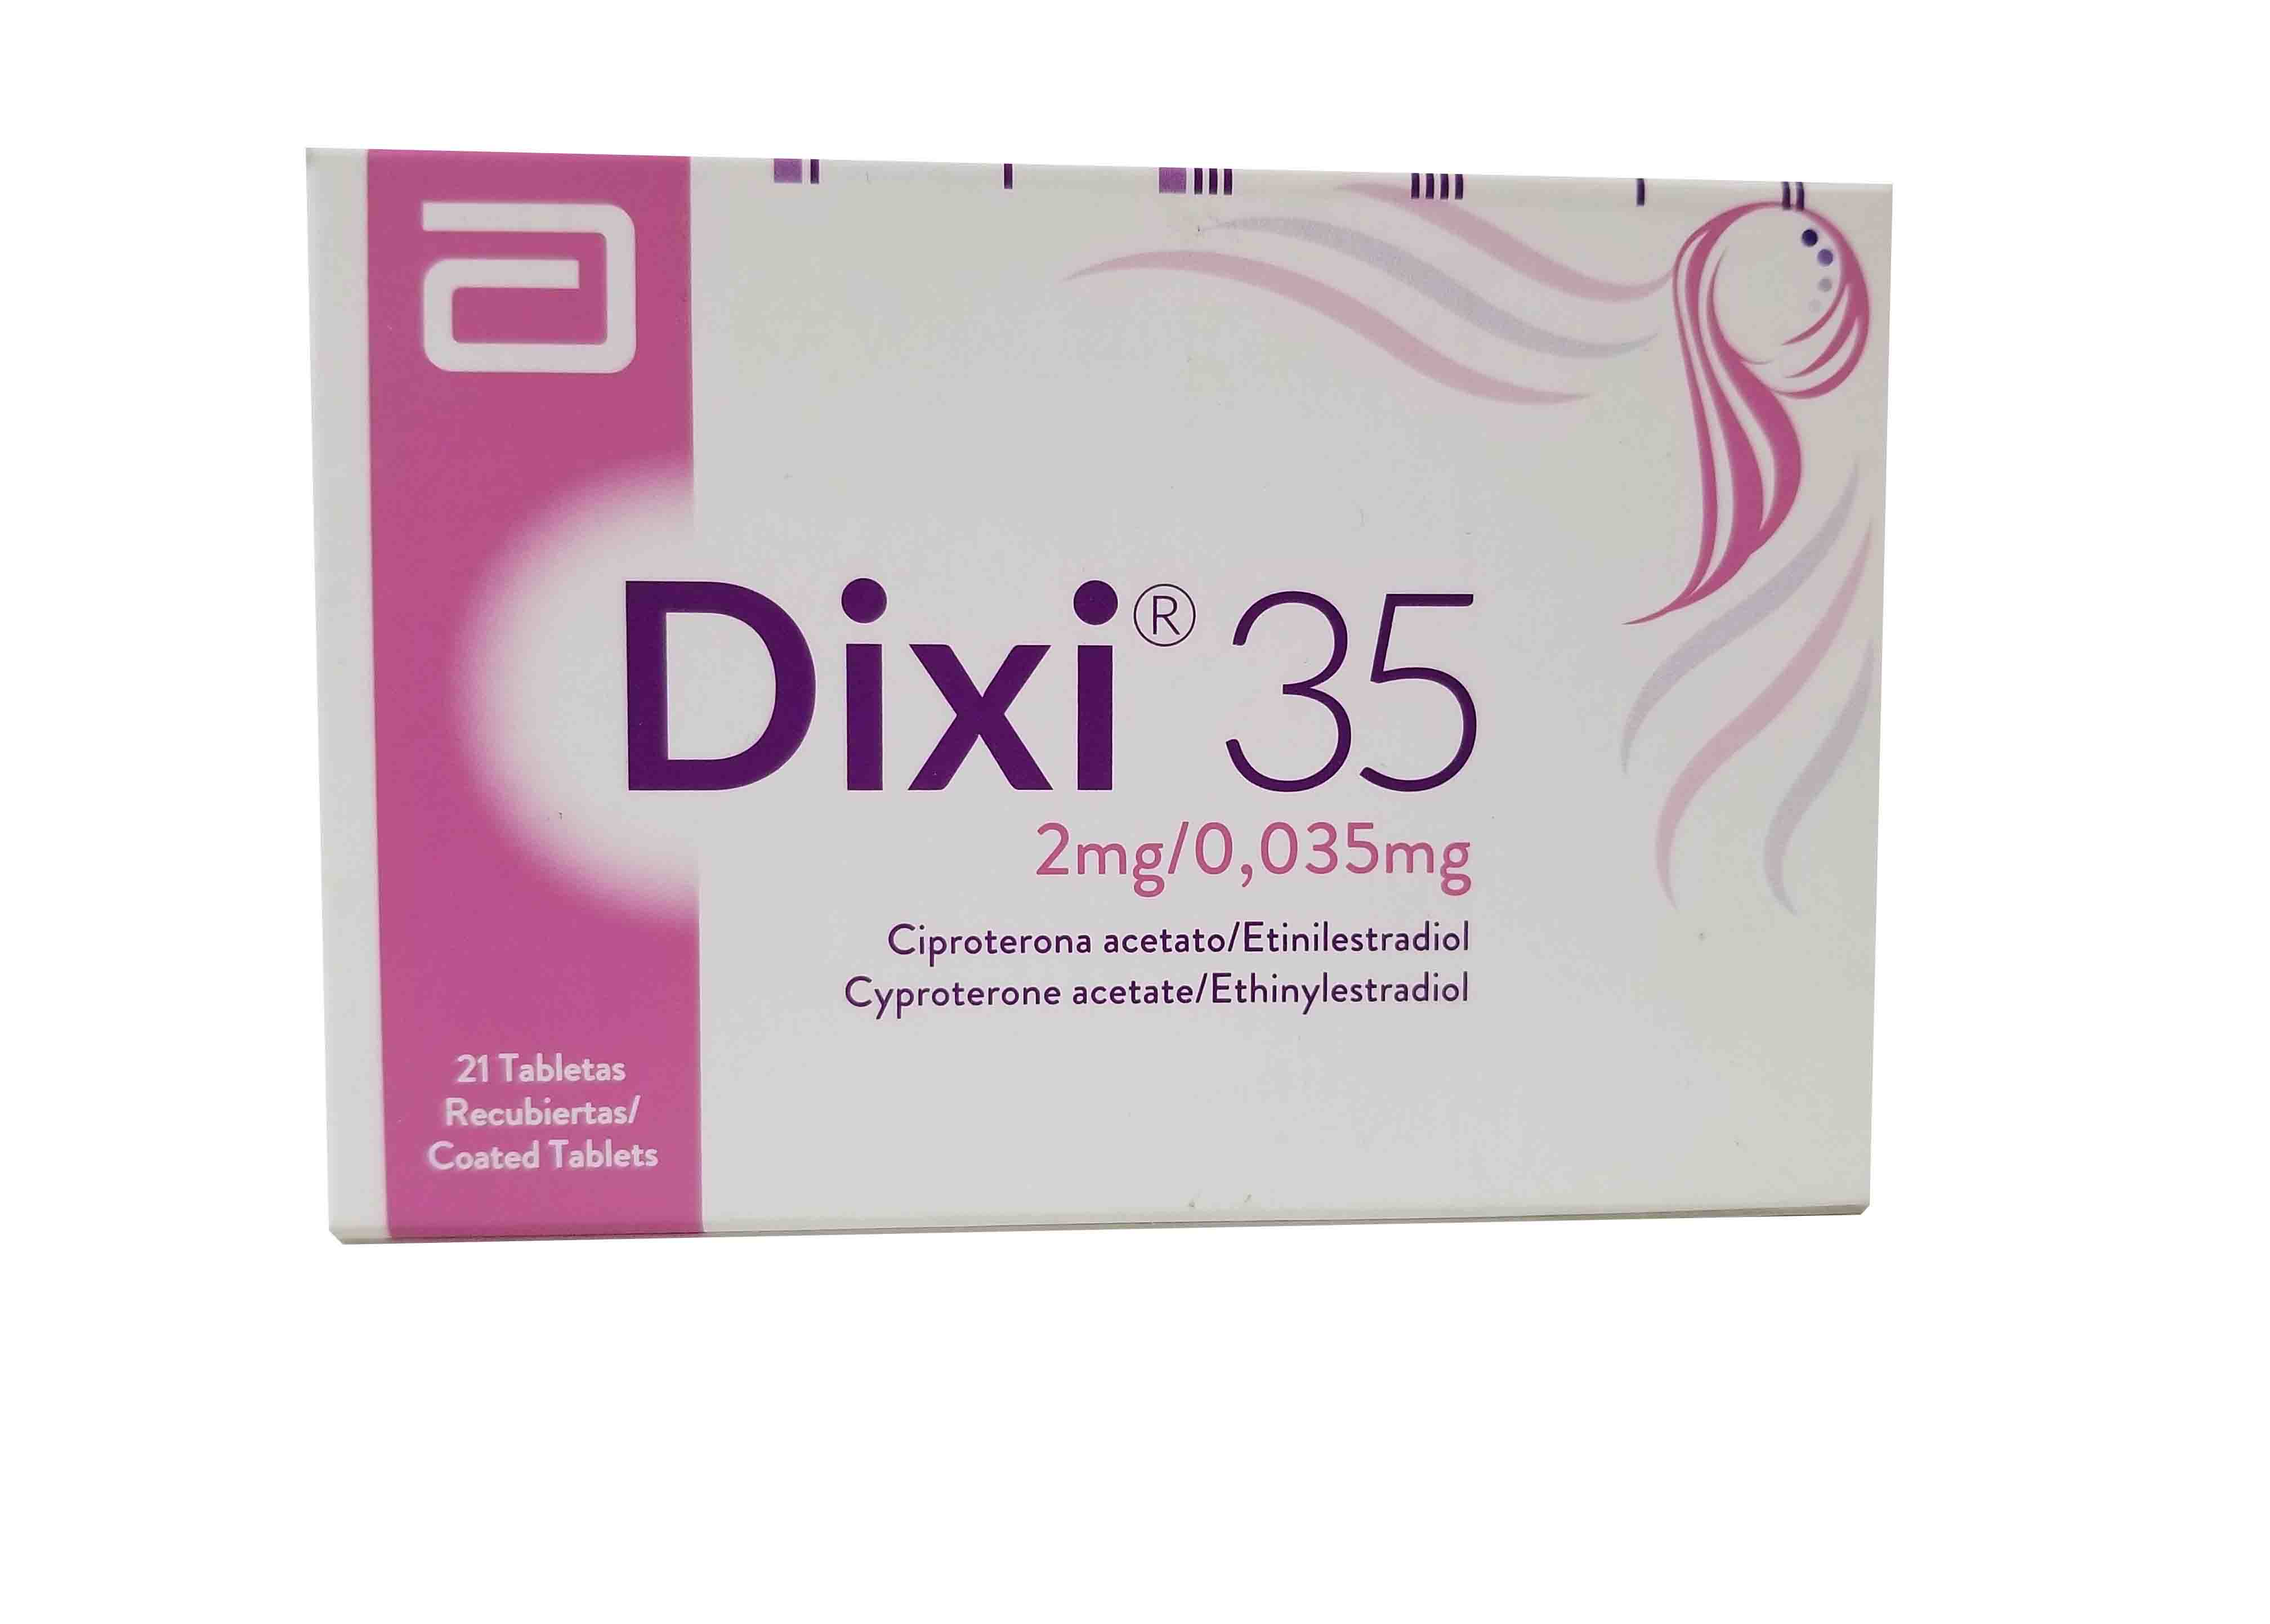 Dixi® 35
2mg/0,035mg
Ciproterona acetato/Etinilestradiol
Cyproterone acetate/Ethinylestradiol
21 Tabletas
Recubiertas/
Coated Tablets